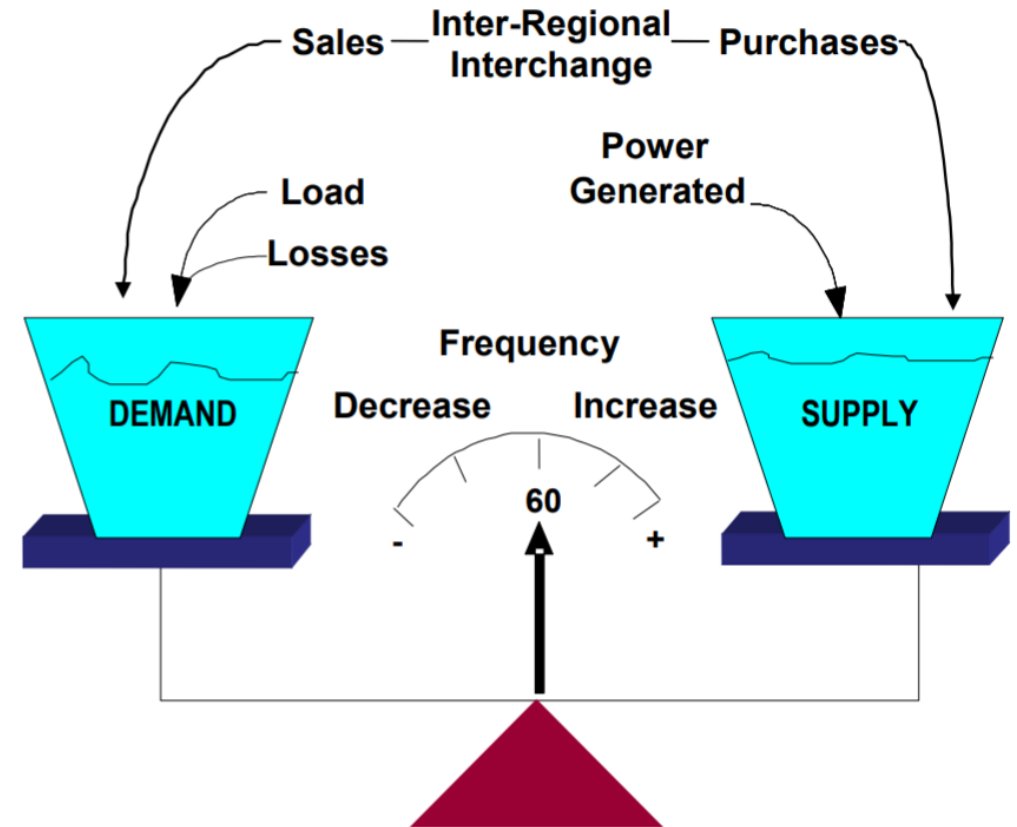 Sales
Inter-Regional
Interchange
Purchases
Power
Generated
Load
Losses
Frequency
Decrease
Increase
DEMAND
SUPPLY
60
-
+